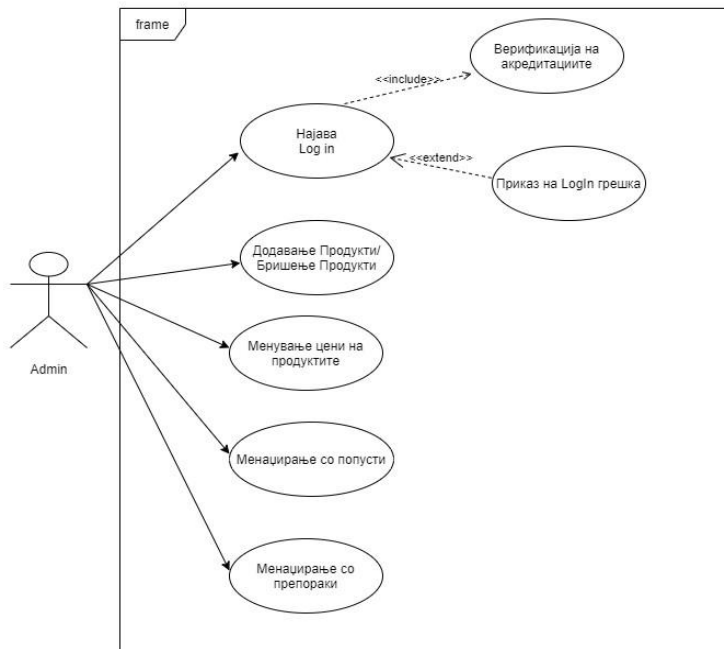 frame
Верификација на
акредитациите
<<include>>
Најава
Log in
<<extend>>
Приказ на LogIn грешка
Додавање Продукти/
Бришење Продукти
Менување цени на
продуктите
Admin
Менаџирање со попусти
Менаџирање со
препораки